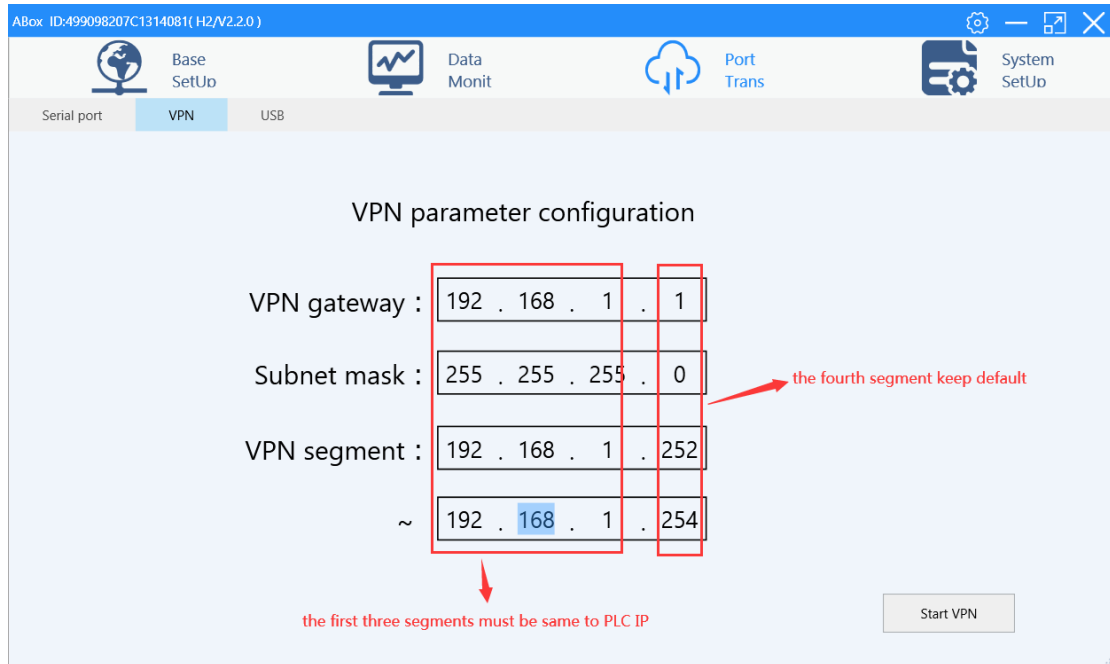 ABox ID:499098207C1314081( H2/V2.2.0 )
Base
SetUp
Data
Monit
Port
Trans
System
SetUp
Serial port VPN USB
VPN parameter configuration
VPN gateway : 192 . 168 . 1 . 1
Subnet mask : 255 . 255 . 255 . 0
the fourth segment keep default
VPN segment : 192 . 168 . 1 . 252
~ 192 . 168 . 1 . 254
the first three segments must be same to PLC IP
Start VPN